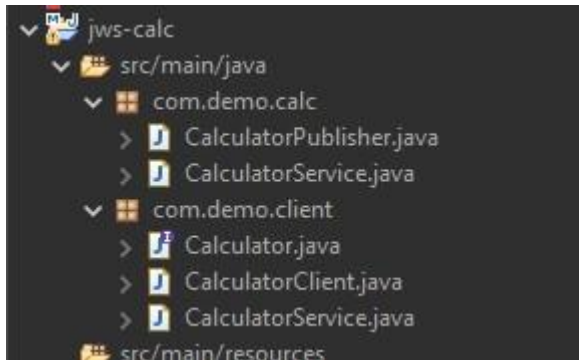 jws-calc
src/main/java
com.demo.calc
CalculatorPublisher.java
CalculatorService.java
com.demo.client
Calculator.java
CalculatorClient.java
CalculatorService.java
src/main/resources